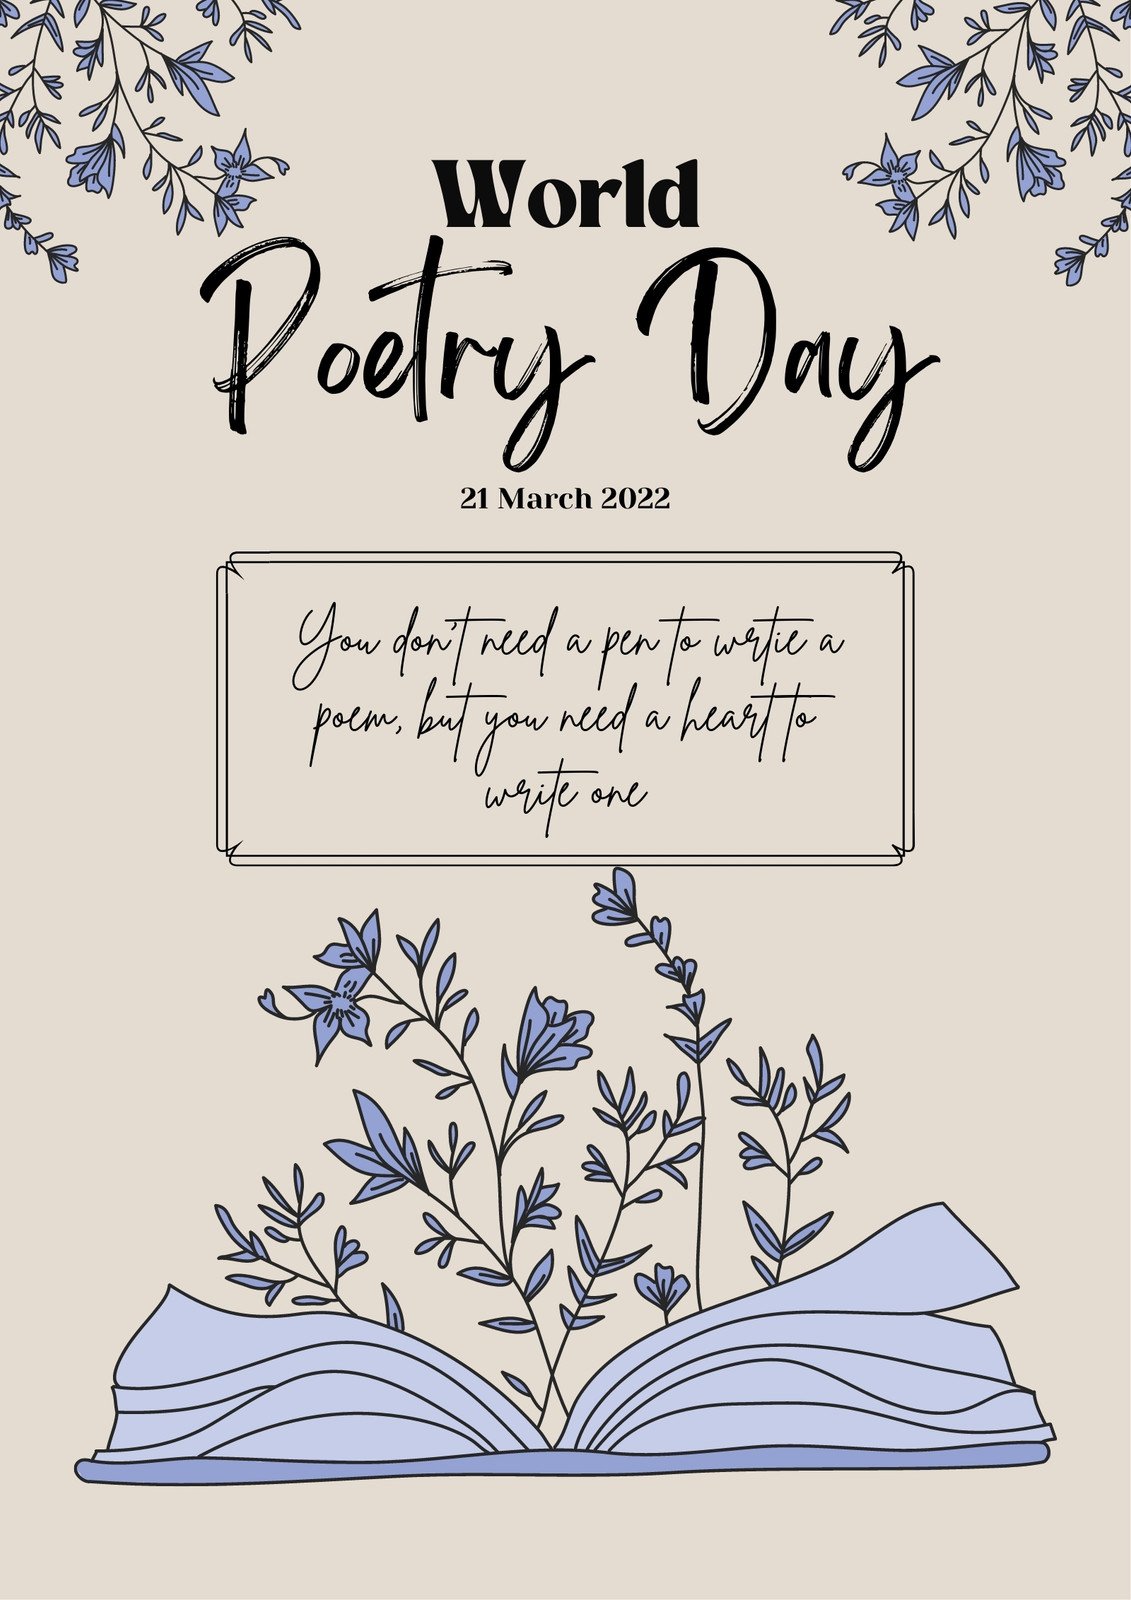 World
Poetry Day
21 March 2022
You don't need a pen to wrtie a
poem, but you need a heart to
write one